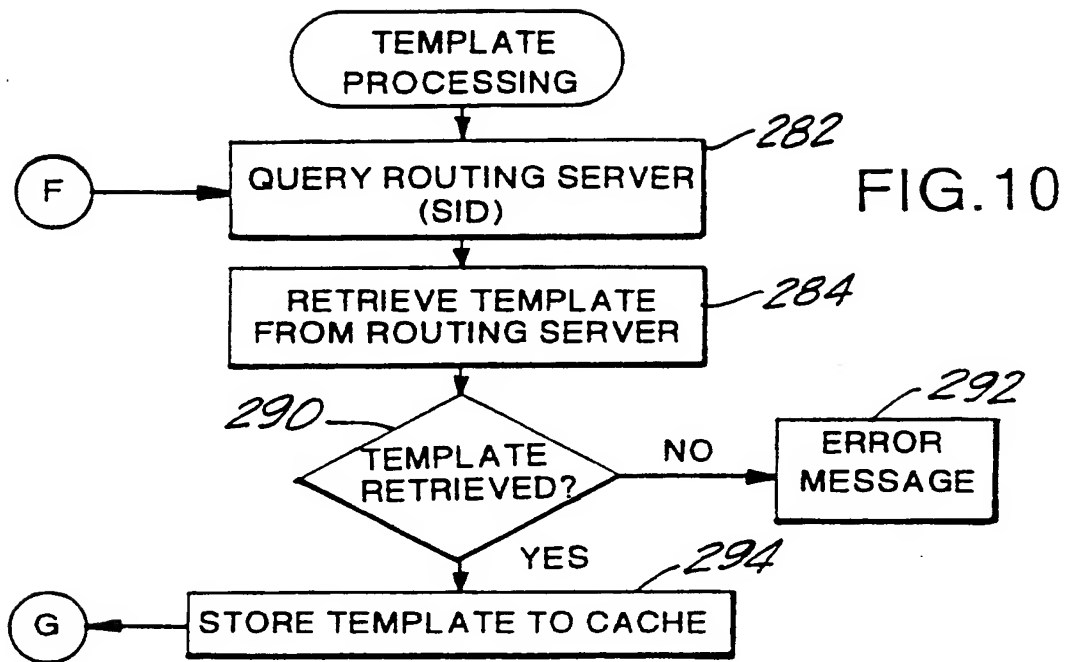 TEMPLATE
PROCESSING
282
F
QUERY ROUTING SERVER
(SID)
FIG.10
284
RETRIEVE TEMPLATE
FROM ROUTING SERVER
290
TEMPLATE
RETRIEVED?
NO
292
ERROR
MESSAGE
YES
294
G
STORE TEMPLATE TO CACHE